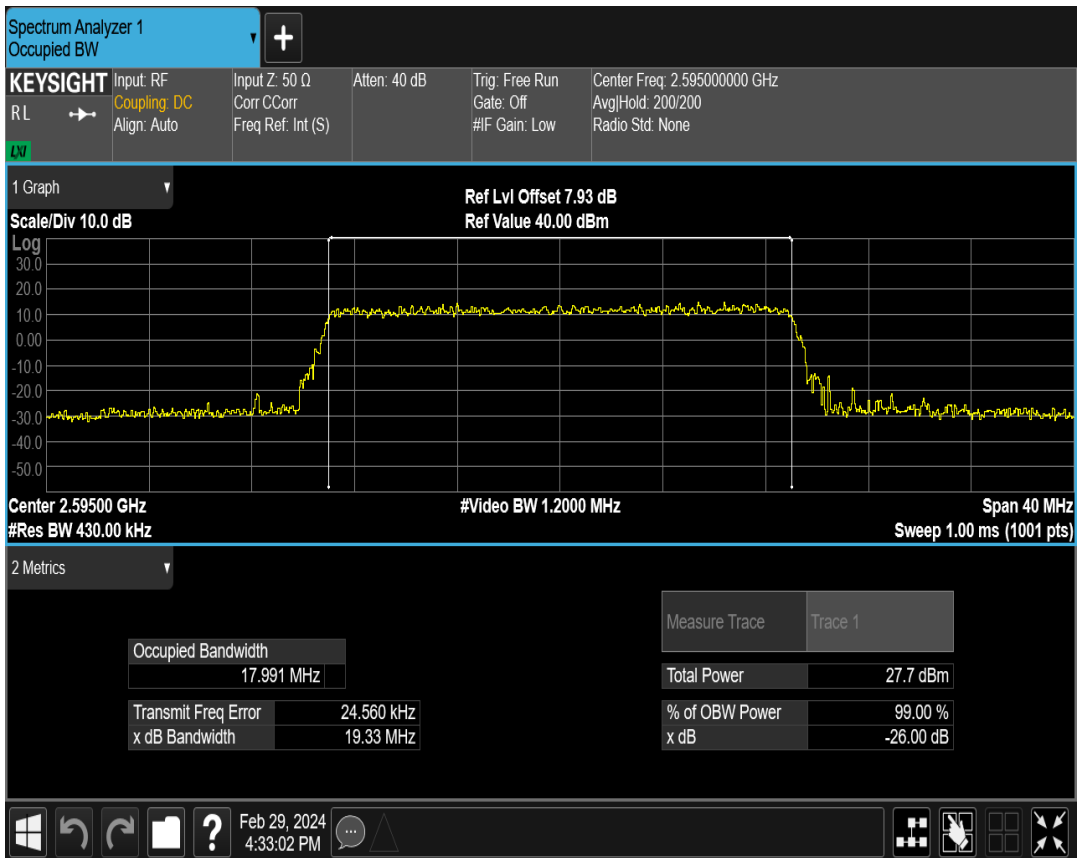 Spectrum Analyzer 1
Occupied BW
KEYSIGHT
R L
LXI
Input: RF
Coupling: DC
Align: Auto
Input Z: 50 Ω
Corr CCorr
Freq Ref: Int (S)
Atten: 40 dB
Trig: Free Run
Gate: Off
#IF Gain: Low
Center Freq: 2.595000000 GHz
Avg|Hold: 200/200
Radio Std: None
1 Graph
Scale/Div 10.0 dB
Ref Lvl Offset 7.93 dB
Ref Value 40.00 dBm
Log
30.0
20.0
10.0
0.00
-10.0
-20.0
-30.0
-40.0
-50.0
Center 2.59500 GHz
#Video BW 1.2000 MHz
Span 40 MHz
#Res BW 430.00 kHz
Sweep 1.00 ms (1001 pts)
2 Metrics
Measure Trace Trace 1
Occupied Bandwidth
17.991 MHz
Total Power 27.7 dBm
Transmit Freq Error 24.560 kHz
% of OBW Power 99.00 %
x dB Bandwidth 19.33 MHz
x dB -26.00 dB
Feb 29, 2024
4:33:02 PM